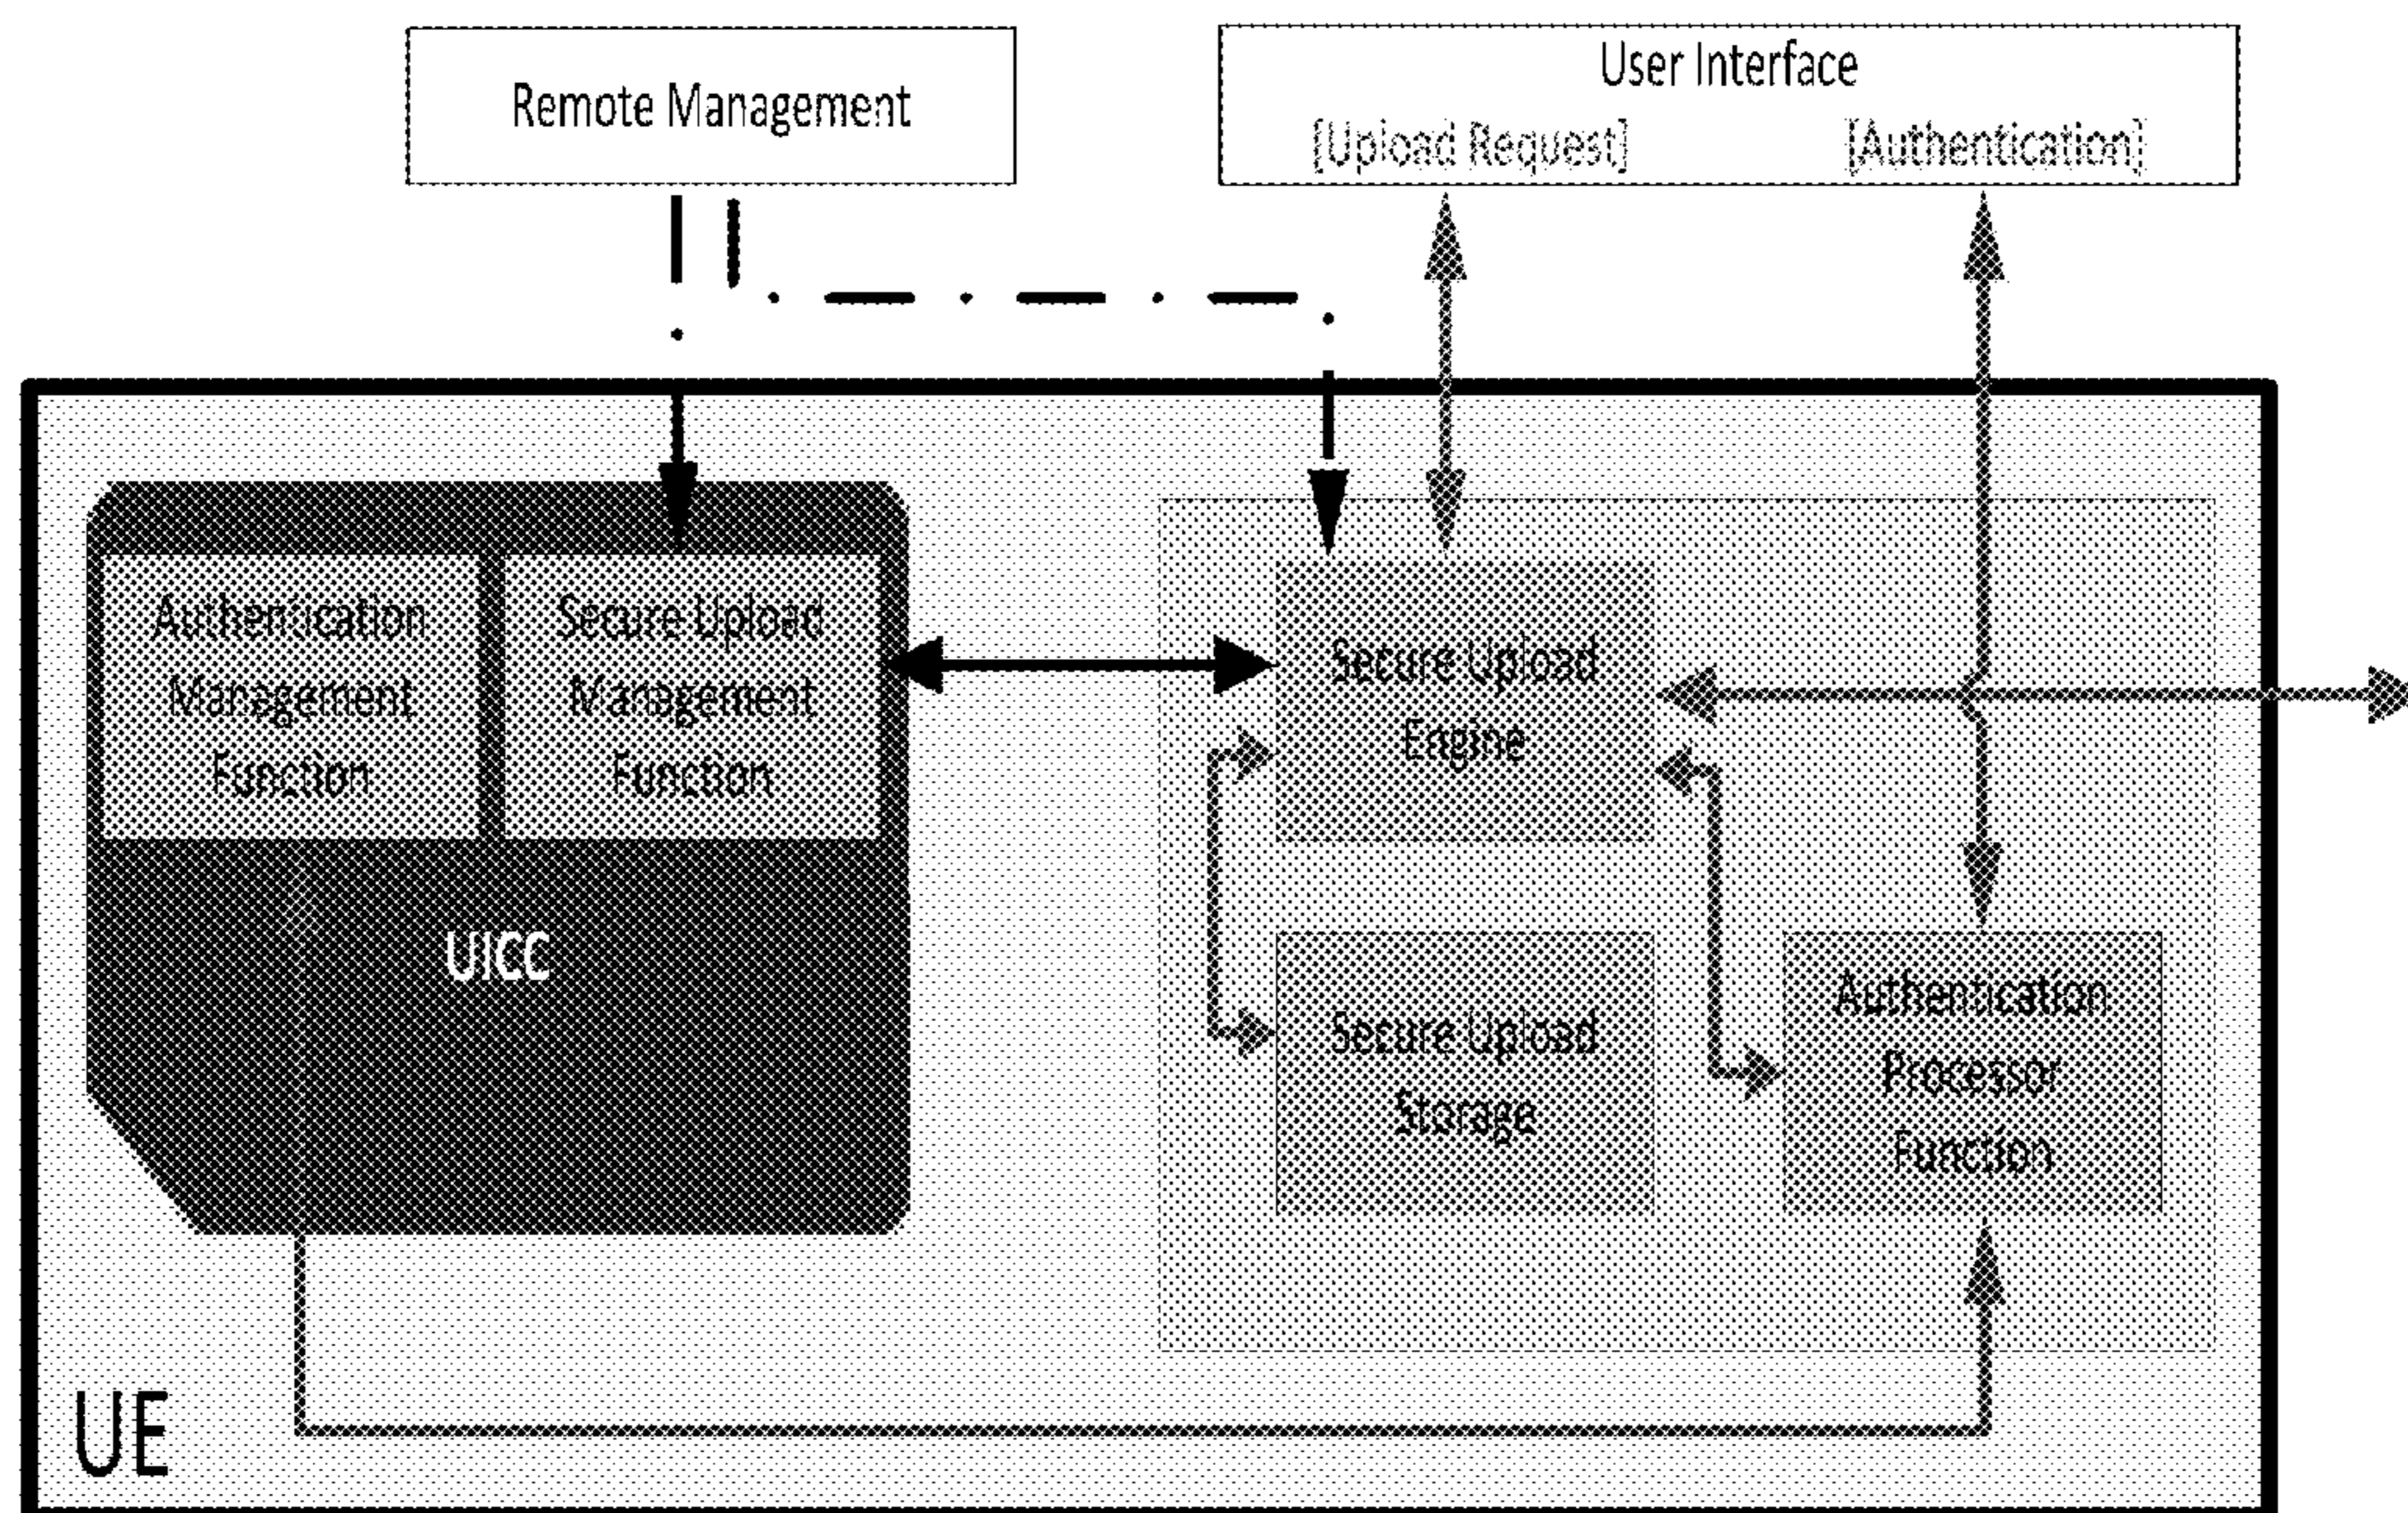 Remote Management
User Interface
[Upload Request]
[Authentication]
Authentication
Management
Function
Secure Upload
Management
Function
UICC
Secure Upload
Engine
Secure Upload
Storage
Authentication
Processor
Function
UE